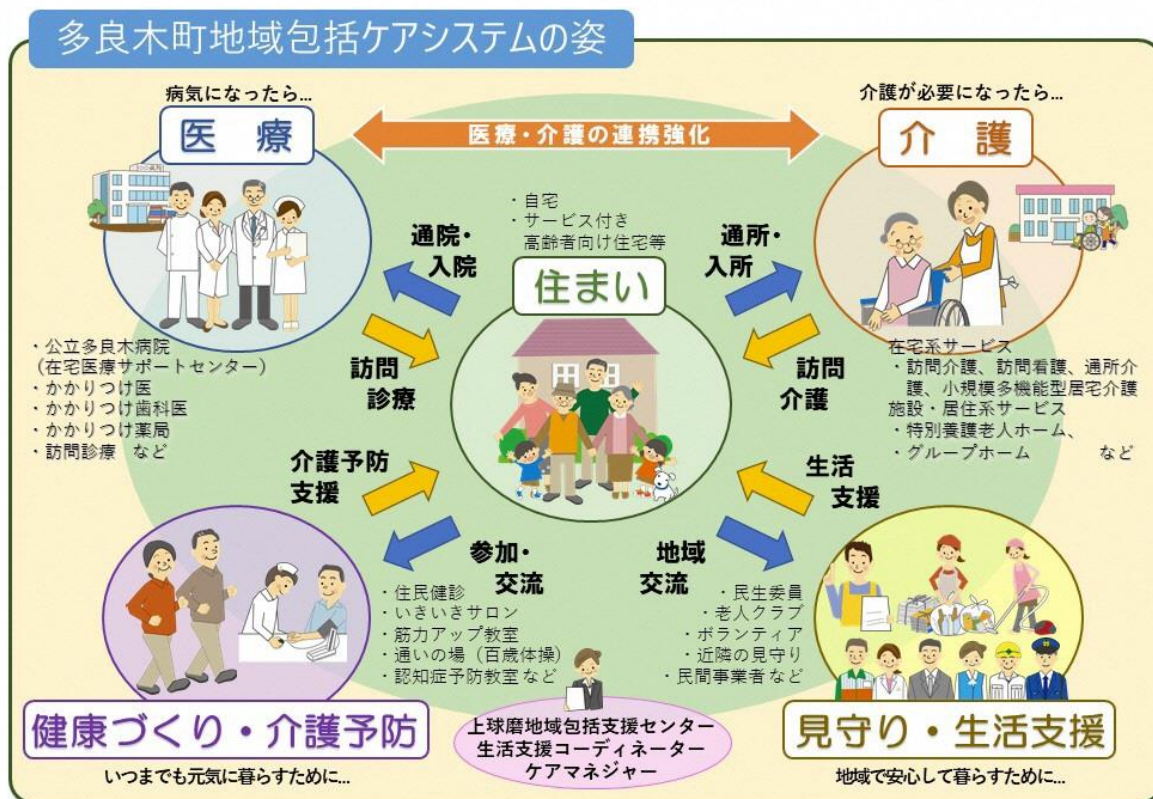 多良木町地域包括ケアシステムの姿
病気になったら...
医　療
医療・介護の連携強化
介護が必要になったら...
介　護
・自宅
・サービス付き
高齢者向け住宅等
住まい
通院・
入院
訪問
診療
通所・
入所
訪問
介護
・公立多良木病院
（在宅医療サポートセンター）
・かかりつけ医
・かかりつけ歯科医
・かかりつけ薬局
・訪問診療　など
在宅系サービス
・訪問介護、訪問看護、通所介
護、小規模多機能型居宅介護
施設・居住系サービス
・特別養護老人ホーム、
・グループホーム　　　など
介護予防
支援
参加・
交流
生活
支援
地域
交流
・住民健診
・いきいきサロン
・筋力アップ教室
・通いの場（百歳体操）
・認知症予防教室など
・民生委員
・老人クラブ
・ボランティア
・近隣の見守り
・民間事業者など
健康づくり・介護予防
いつまでも元気に暮らすために...
上球磨地域包括支援センター
生活支援コーディネーター
ケアマネジャー
見守り・生活支援
地域で安心して暮らすために...